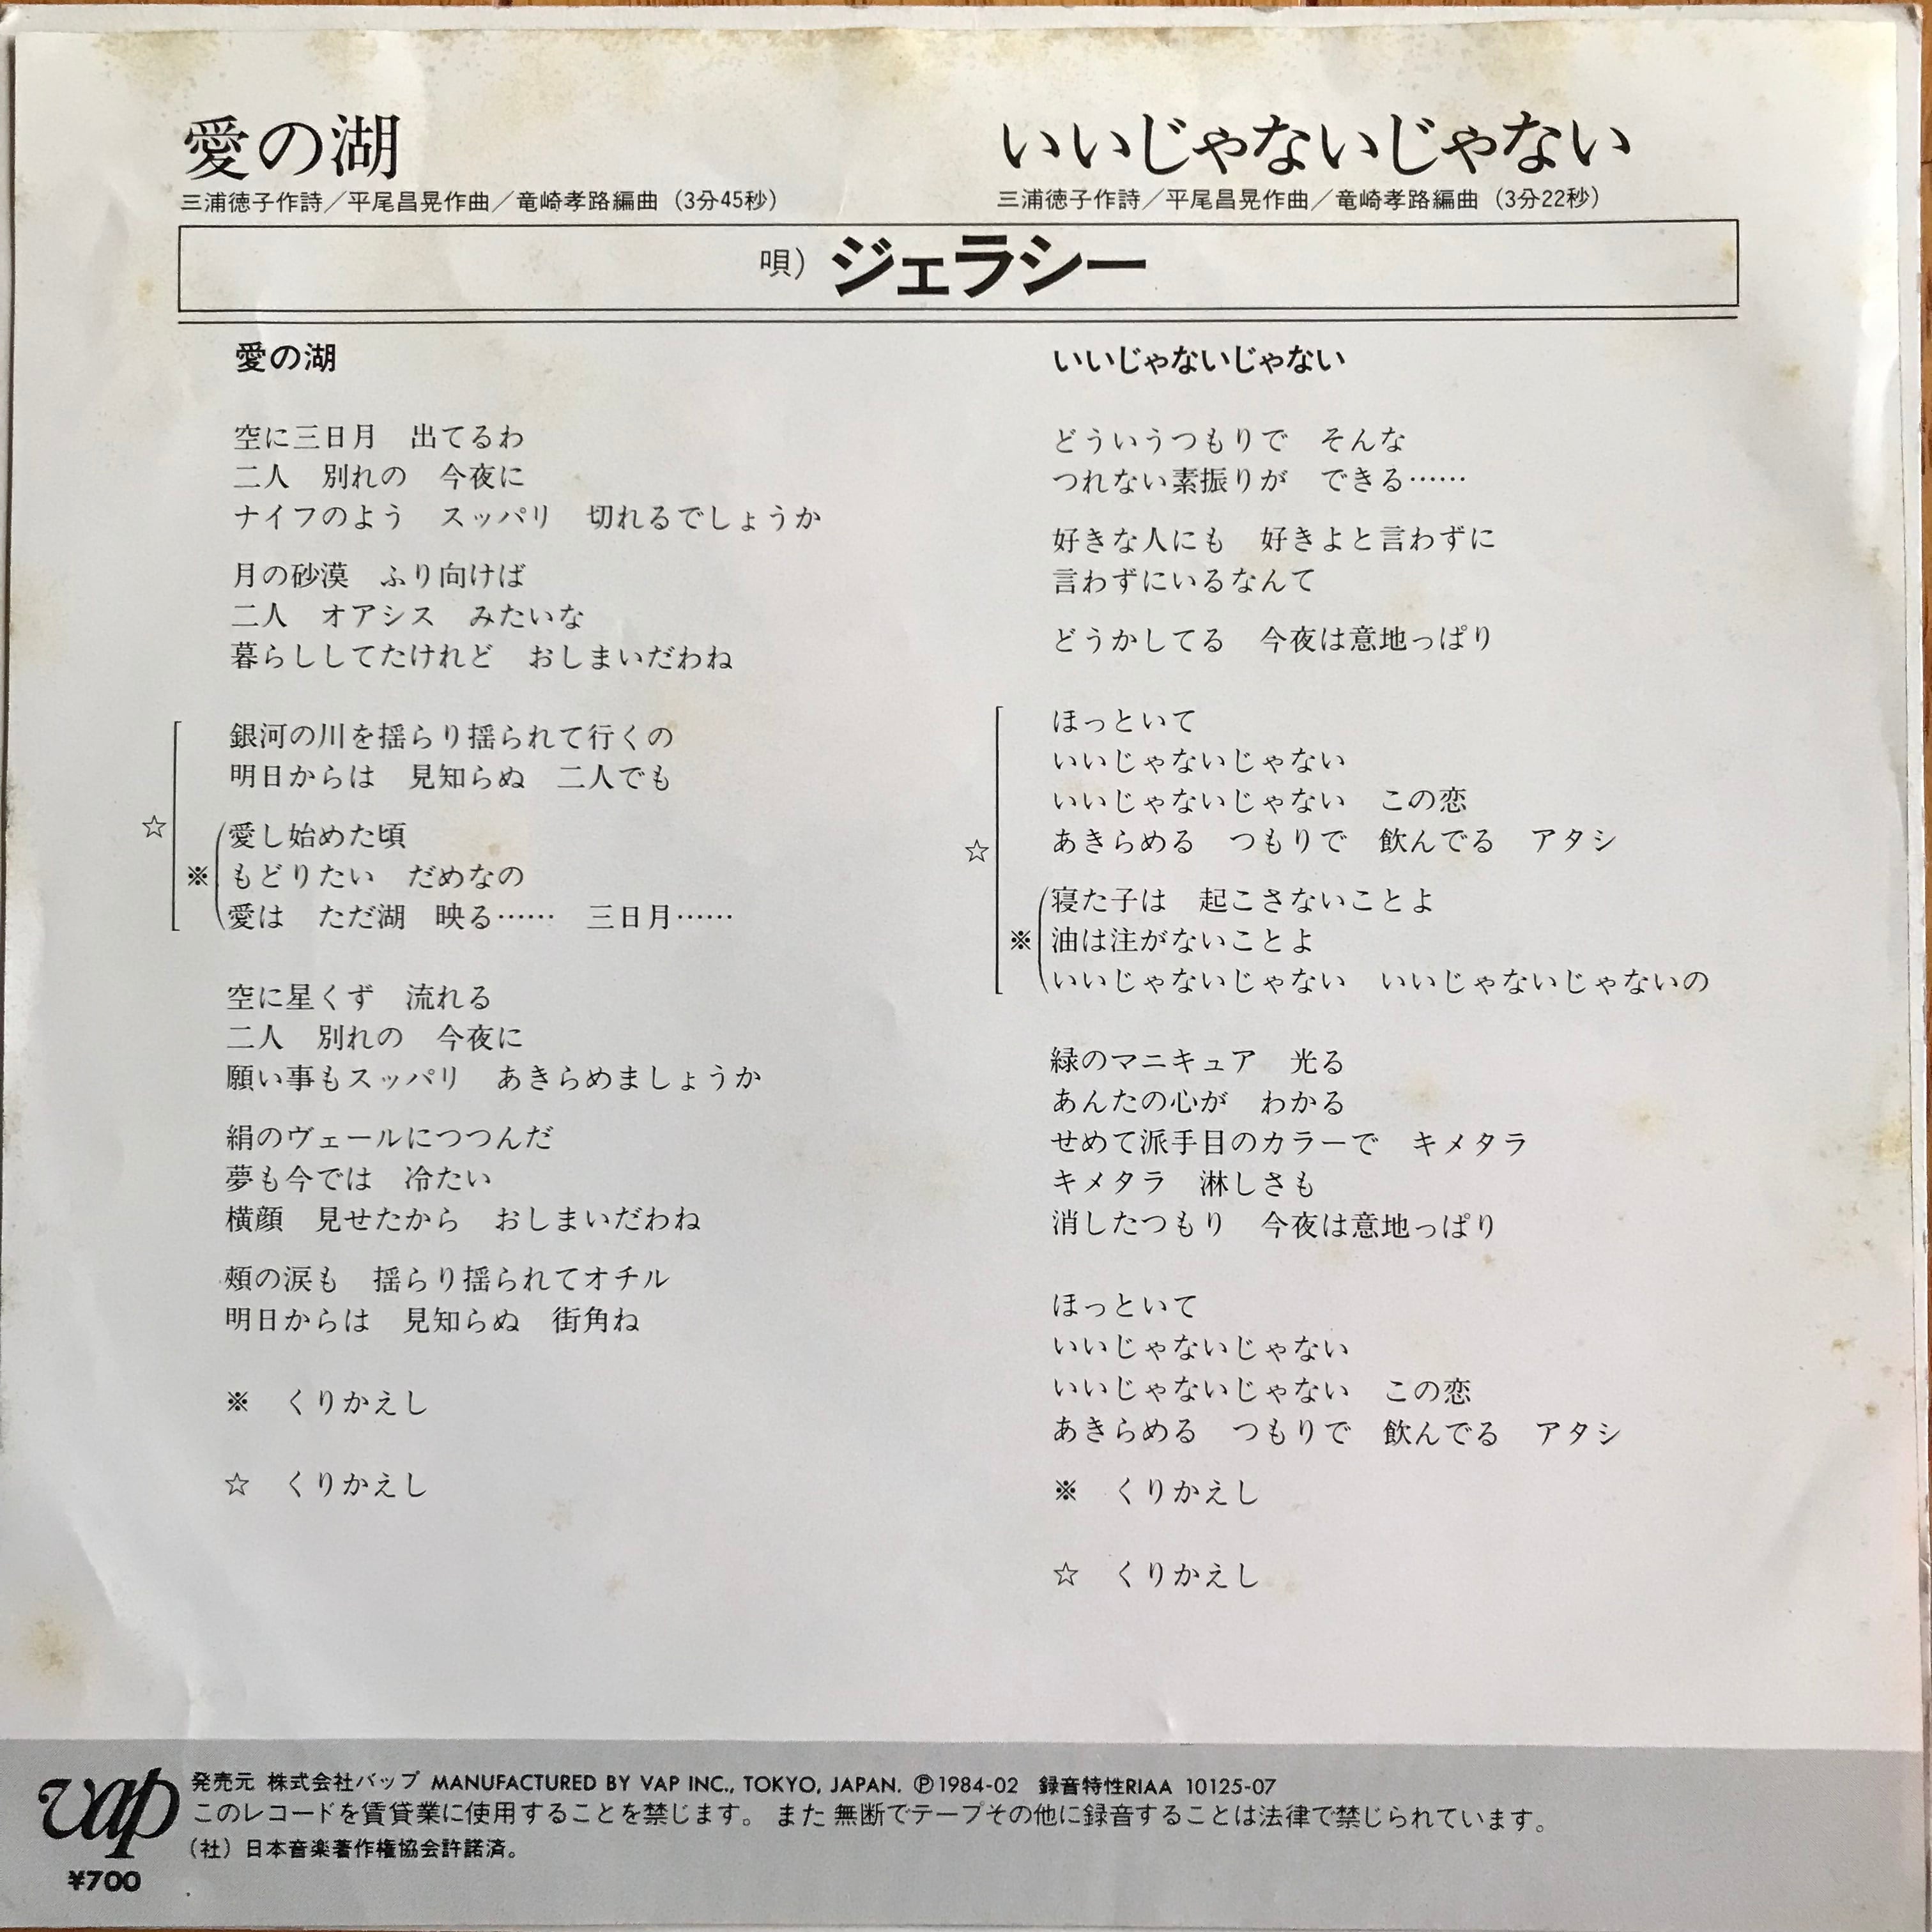 愛の湖
三浦徳子作詩／平尾昌晃作曲／竜崎孝路編曲（3分45秒）
いいじゃないじゃない
三浦徳子作詩／平尾昌晃作曲／竜崎孝路編曲（3分22秒）
唄）ジェラシー
愛の湖
空に三日月　出てるわ
二人　別れの　今夜に
ナイフのよう　スッパリ　切れるでしょうか
月の砂漠　ふり向けば
二人　オアシス　みたいな
暮らししてたけれど　おしまいだわね
銀河の川を揺らり揺られて行くの
明日からは　見知らぬ　二人でも
☆
愛し始めた頃
※ もどりたい　だめなの
愛は　ただ湖　映る……　三日月……
空に星くず　流れる
二人　別れの　今夜に
願い事もスッパリ　あきらめましょうか
絹のヴェールにつつんだ
夢も今では　冷たい
横顔　見せたから　おしまいだわね
頬の涙も　揺らり揺られてオチル
明日からは　見知らぬ　街角ね
※　くりかえし
☆　くりかえし
いいじゃないじゃない
どういうつもりで　そんな
つれない素振りが　できる……
好きな人にも　好きよと言わずに
言わずにいるなんて
どうかしてる　今夜は意地っぱり
ほっといて
いいじゃないじゃない
いいじゃないじゃない　この恋
あきらめる　つもりで　飲んでる　アタシ
☆
寝た子は　起こさないことよ
※ 油は注がないことよ
いいじゃないじゃない　いいじゃないじゃないの
緑のマニキュア　光る
あんたの心が　わかる
せめて派手目のカラーで　キメタラ
キメタラ　淋しさも
消したつもり　今夜は意地っぱり
ほっといて
いいじゃないじゃない
いいじゃないじゃない　この恋
あきらめる　つもりで　飲んでる　アタシ
※　くりかえし
☆　くりかえし
vap
¥700
発売元 株式会社バップ MANUFACTURED BY VAP INC., TOKYO, JAPAN. Ⓟ1984-02 録音特性RIAA 10125-07
このレコードを賃貸業に使用することを禁じます。また無断でテープその他に録音することは法律で禁じられています。
（社）日本音楽著作権協会許諾済。